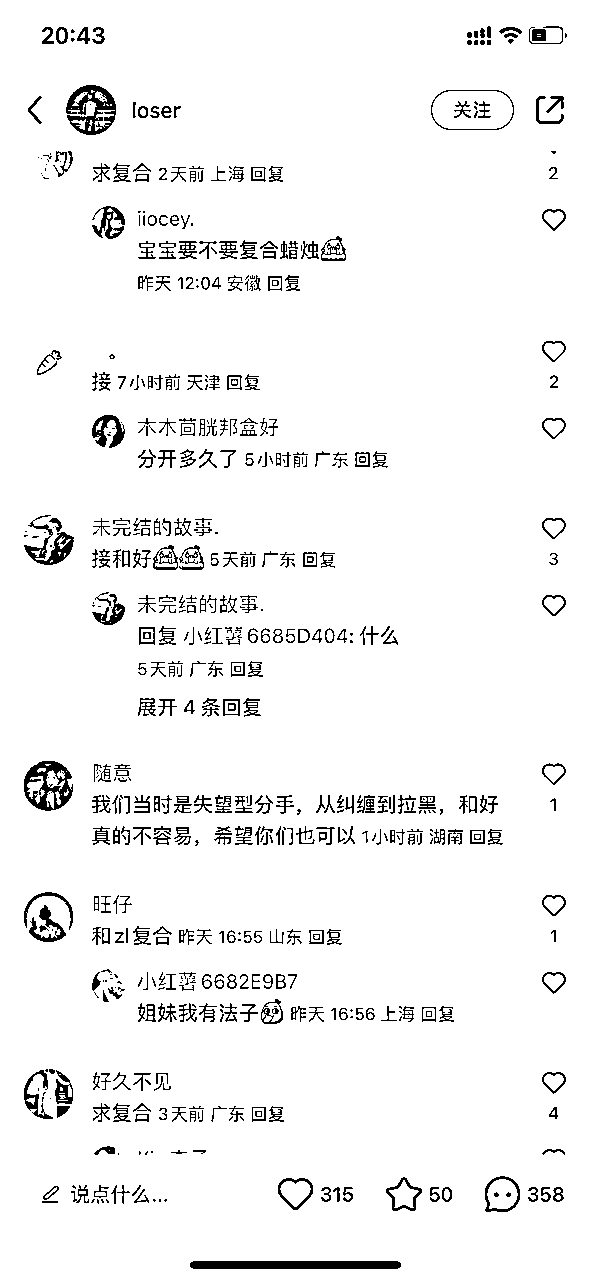 20:43
loser
关注
求复合 2天前 上海 回复
2
iiocey.
宝宝要不要复合蜡烛
昨天 12:04 安徽 回复
。
接 7小时前 天津 回复
2
木木茴胱邦盒好
分开多久了 5小时前 广东 回复
未完结的故事.
接和好 5天前 广东 回复
3
未完结的故事.
回复 小红薯6685D404: 什么
5天前 广东 回复
展开 4 条回复
随意
我们当时是失望型分手，从纠缠到拉黑，和好
真的不容易，希望你们也可以 1小时前 湖南 回复
1
旺仔
和zl复合 昨天 16:55 山东 回复
1
小红薯6682E9B7
姐妹我有法子 昨天 16:56 上海 回复
好久不见
求复合 3天前 广东 回复
4
说点什么...
315
50
358